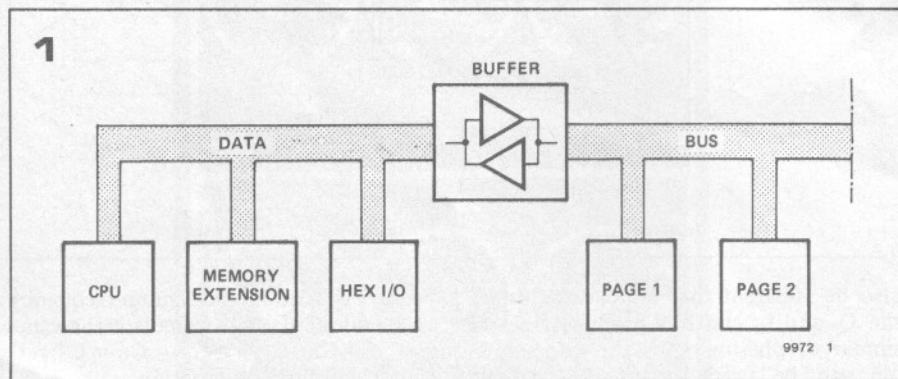 1
BUFFER
DATA
BUS
CPU
MEMORY
EXTENSION
HEX I/O
PAGE 1
PAGE 2
9972 1